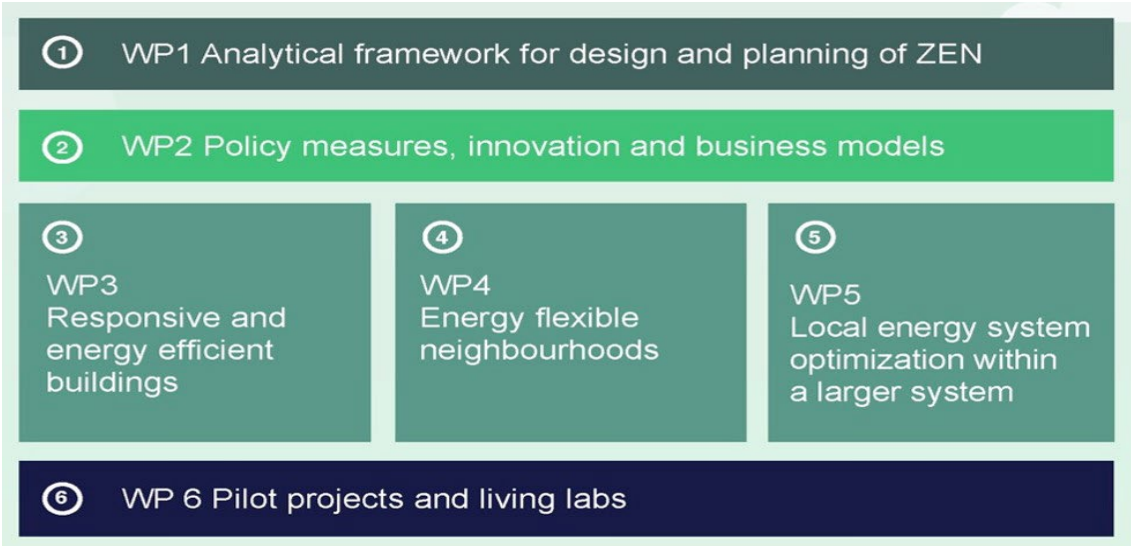 1 WP1 Analytical framework for design and planning of ZEN
2 WP2 Policy measures, innovation and business models
3
WP3
Responsive and
energy efficient
buildings
4
WP4
Energy flexible
neighbourhoods
5
WP5
Local energy system
optimization within
a larger system
6 WP 6 Pilot projects and living labs